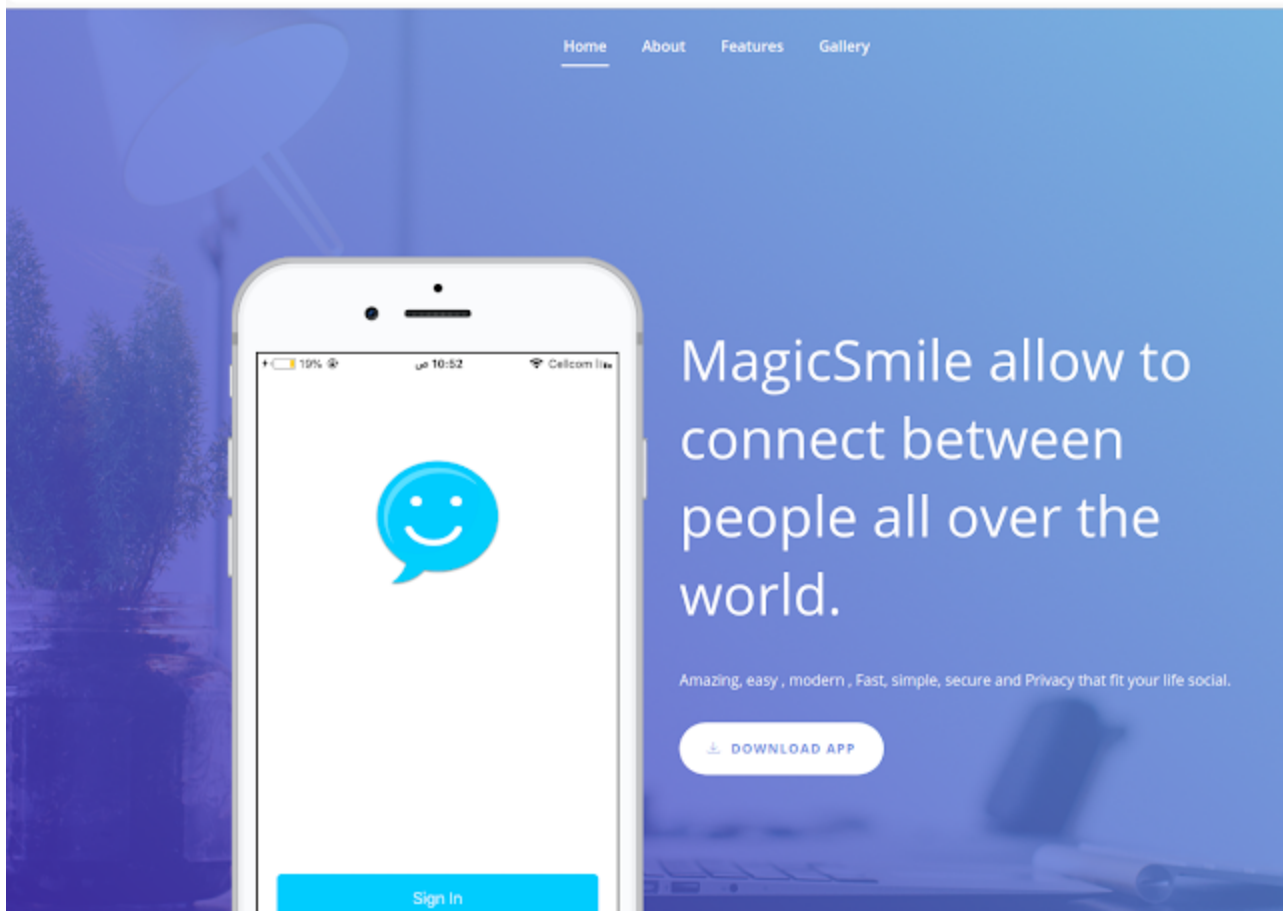 Home About Features Gallery
19%
10:52 ص
Cellcom
MagicSmile allow to
connect between
people all over the
world.
Amazing, easy , modern , Fast, simple, secure and Privacy that fit your life social.
DOWNLOAD APP
Sign In